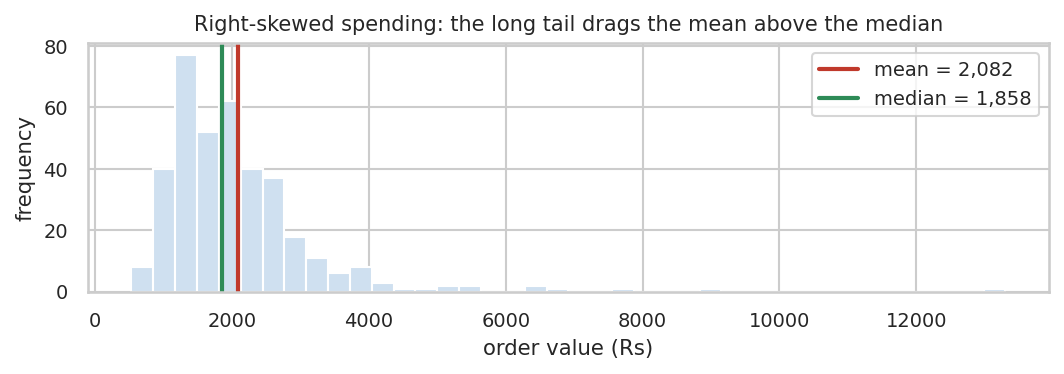 Right-skewed spending: the long tail drags the mean above the median
mean = 2,082
median = 1,858
frequency
80
60
40
20
0
0 2000 4000 6000 8000 10000 12000
order value (Rs)